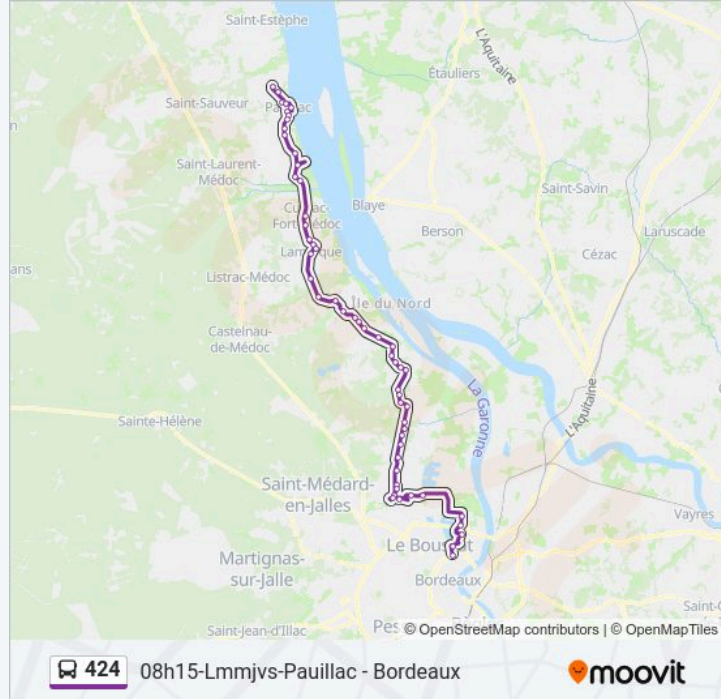 Saint-Estèphe
L'Aquitaine
Étauliers
Saint-Sauveur
Saint-Laurent-
Médoc
Saint-Savin
Blaye
Berson
Laruscade
Cézac
ans
Listrac-Médoc
Île du Nord
Castelnau-
de-Médoc
L'Aquitaine
La Garonne
Sainte-Hélène
Saint-Médard-
en-Jalles
Vayres
Martignas-
sur-Jalle
Bordeaux
Saint-Jean-d'Illac
© OpenStreetMap contributors | © OpenMapTiles
424 08h15-Lmmjvs-Pauillac - Bordeaux
moovit